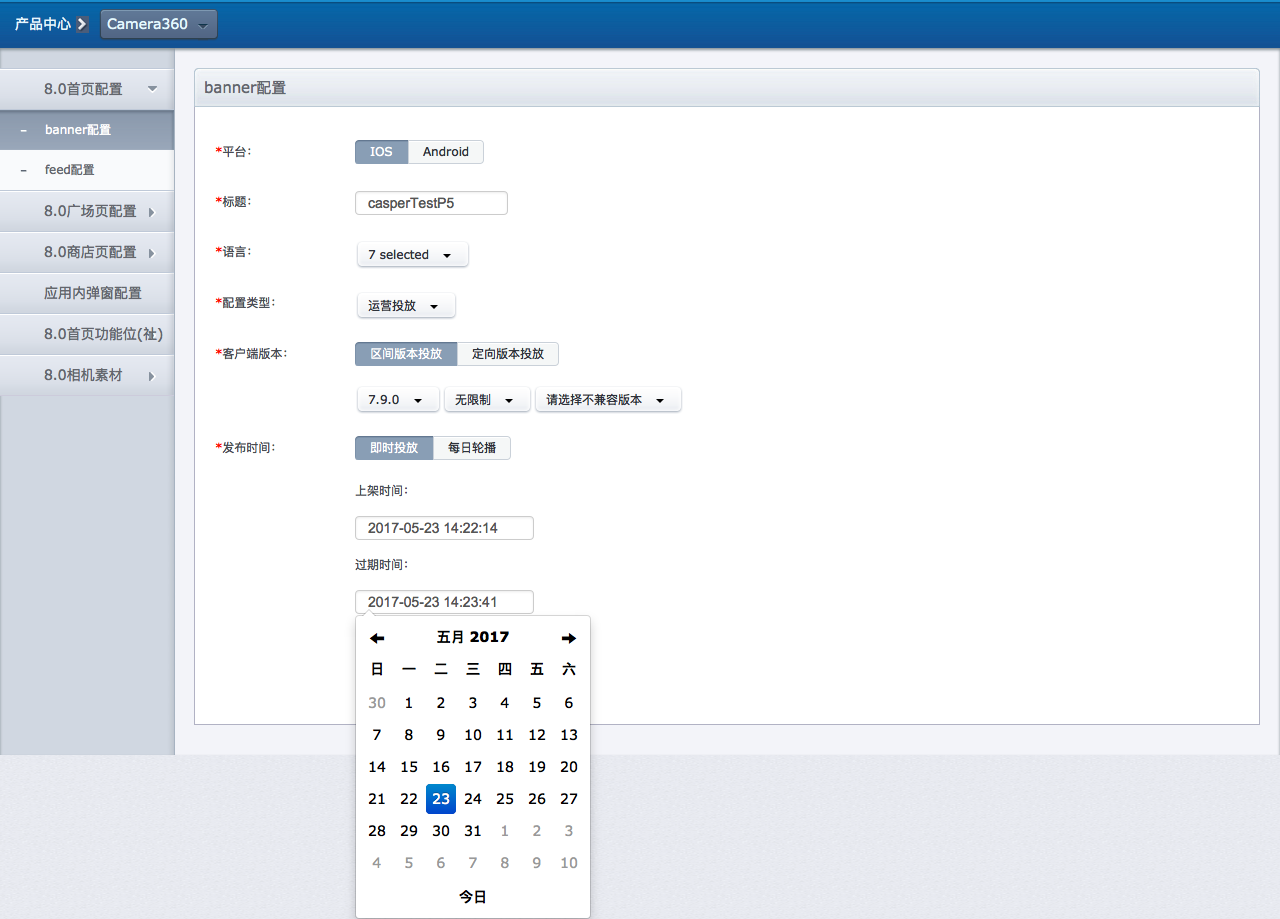 产品中心 Camera360
8.0首页配置
- banner配置
- feed配置
8.0广场页配置
8.0商店页配置
应用内弹窗配置
8.0首页功能位(祉)
8.0相机素材
banner配置
*平台: IOS Android
*标题: casperTestP5
*语言: 7 selected
*配置类型: 运营投放
*客户端版本: 区间版本投放 定向版本投放
7.9.0 无限制 请选择不兼容版本
*发布时间: 即时投放 每日轮播
上架时间:
2017-05-23 14:22:14
过期时间:
2017-05-23 14:23:41
五月 2017
日 一 二 三 四 五 六
30 1 2 3 4 5 6
7 8 9 10 11 12 13
14 15 16 17 18 19 20
21 22 23 24 25 26 27
28 29 30 31 1 2 3
4 5 6 7 8 9 10
今日